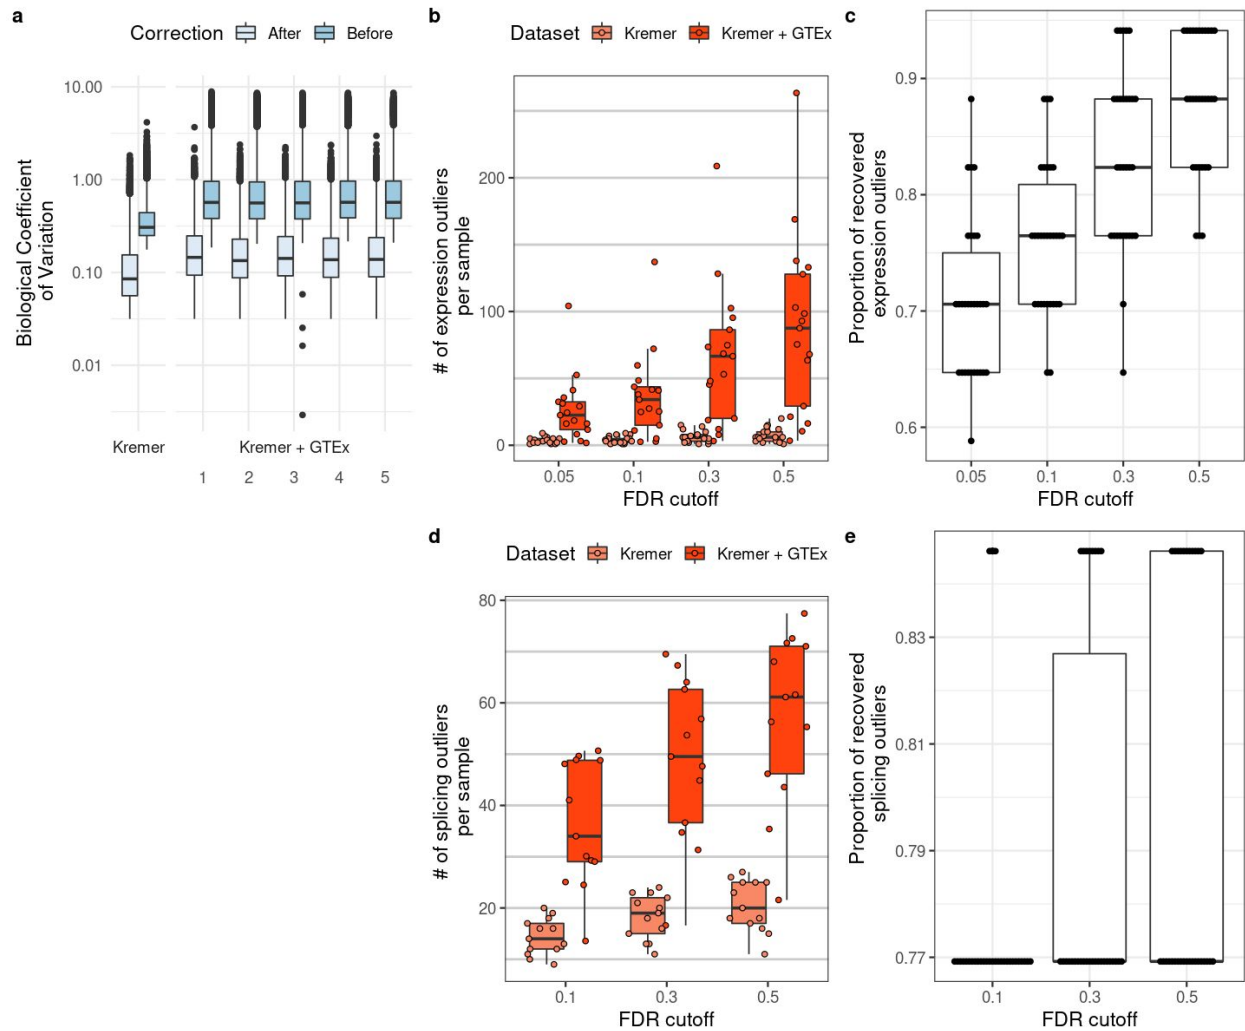 a
Correction After Before
Biological Coefficient
of Variation
10.00
1.00
0.10
0.01
Kremer
Kremer + GTEx
1 2 3 4 5
b
Dataset Kremer Kremer + GTEx
# of expression outliers
per sample
200
100
0
0.05 0.1 0.3 0.5
FDR cutoff
c
Proportion of recovered
expression outliers
0.9
0.8
0.7
0.6
0.05 0.1 0.3 0.5
FDR cutoff
d
Dataset Kremer Kremer + GTEx
# of splicing outliers
per sample
80
60
40
20
0.1 0.3 0.5
FDR cutoff
e
Proportion of recovered
splicing outliers
0.83
0.81
0.79
0.77
0.1 0.3 0.5
FDR cutoff